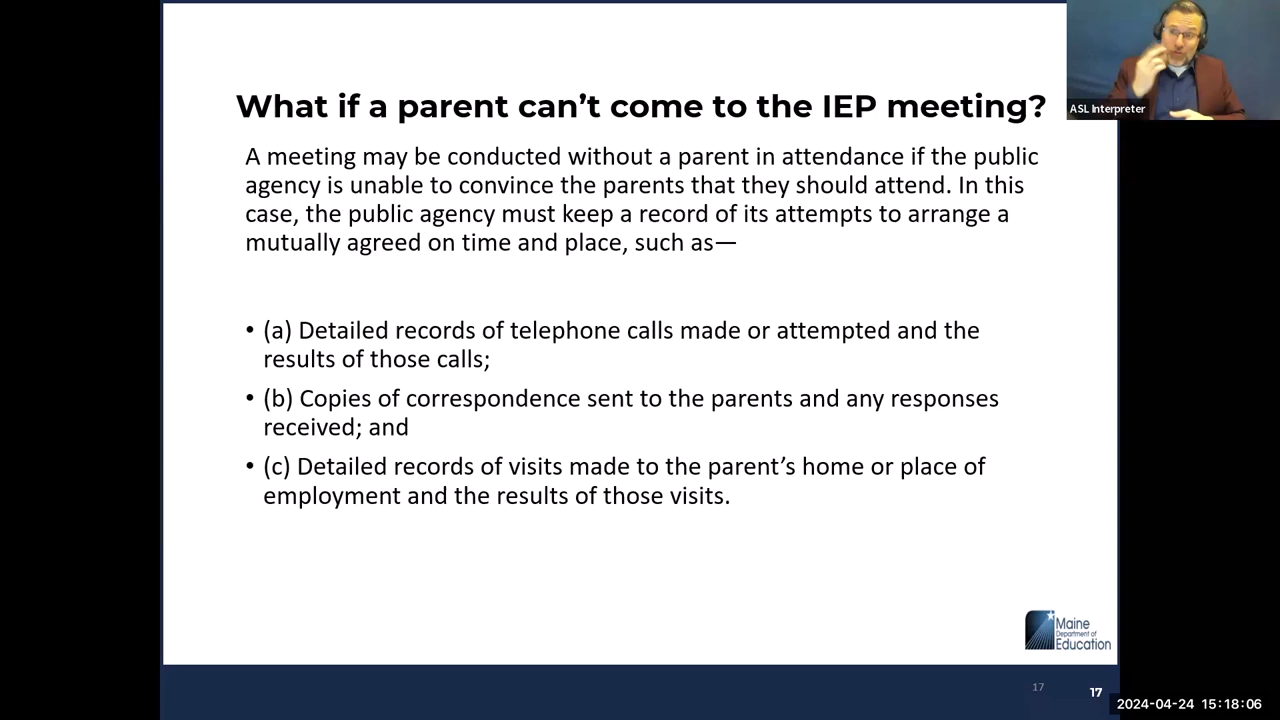 What if a parent can’t come to the IEP meeting?
ASL Interpreter
A meeting may be conducted without a parent in attendance if the public
agency is unable to convince the parents that they should attend. In this
case, the public agency must keep a record of its attempts to arrange a
mutually agreed on time and place, such as—
• (a) Detailed records of telephone calls made or attempted and the
results of those calls;
• (b) Copies of correspondence sent to the parents and any responses
received; and
• (c) Detailed records of visits made to the parent’s home or place of
employment and the results of those visits.
Maine
Department of
Education
17
17
2024-04-24 15:18:06